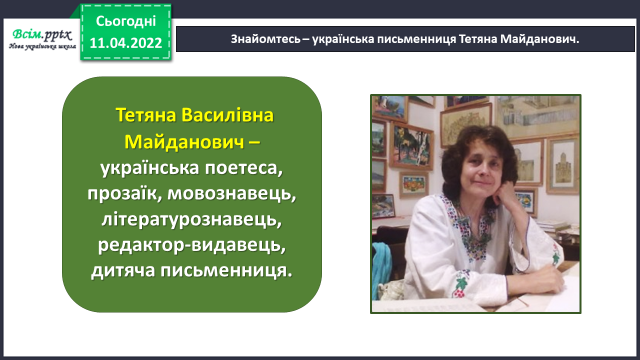 Всім.pptx
Нова українська школа
Сьогодні
11.04.2022
Знайомтесь – українська письменниця Тетяна Майданович.
Тетяна Василівна
Майданович –
українська поетеса,
прозаїк, мовознавець,
літературознавець,
редактор-видавець,
дитяча письменниця.